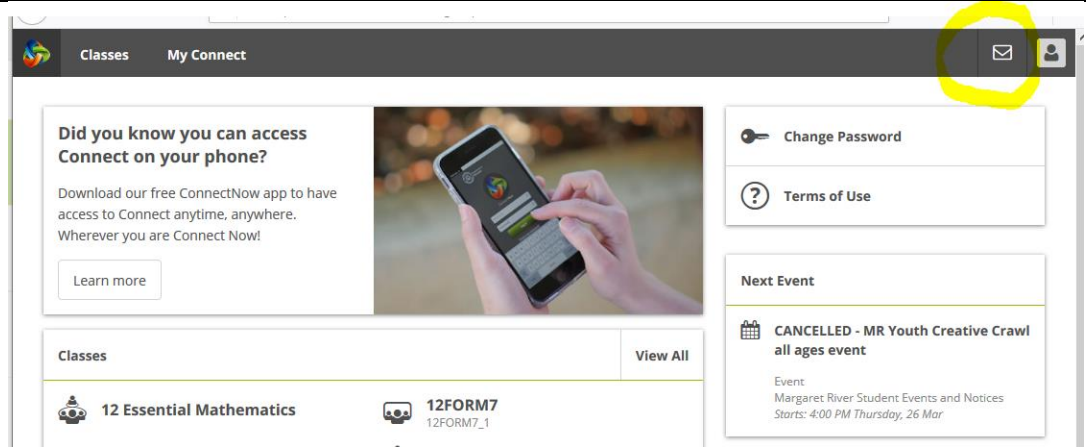 Classes
My Connect
Did you know you can access
Connect on your phone?
Download our free ConnectNow app to have
access to Connect anytime, anywhere.
Wherever you are Connect Now!
Learn more
Change Password
Terms of Use
Next Event
CANCELLED - MR Youth Creative Crawl
all ages event
Event
Margaret River Student Events and Notices
Starts: 4:00 PM Thursday, 26 Mar
Classes
View All
12 Essential Mathematics
12FORM7
12FORM7_1